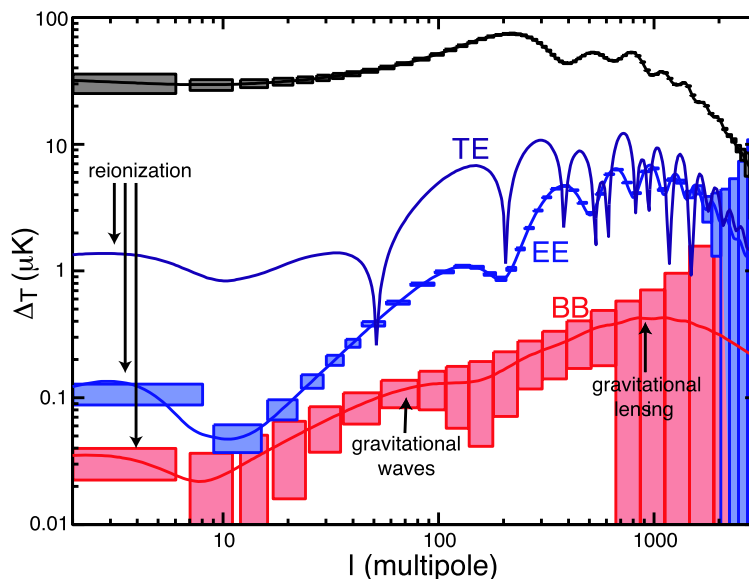 100
10
1
0.1
0.01
ΔT (μK)
reionization
TE
EE
BB
gravitational
waves
gravitational
lensing
10
100
1000
l (multipole)